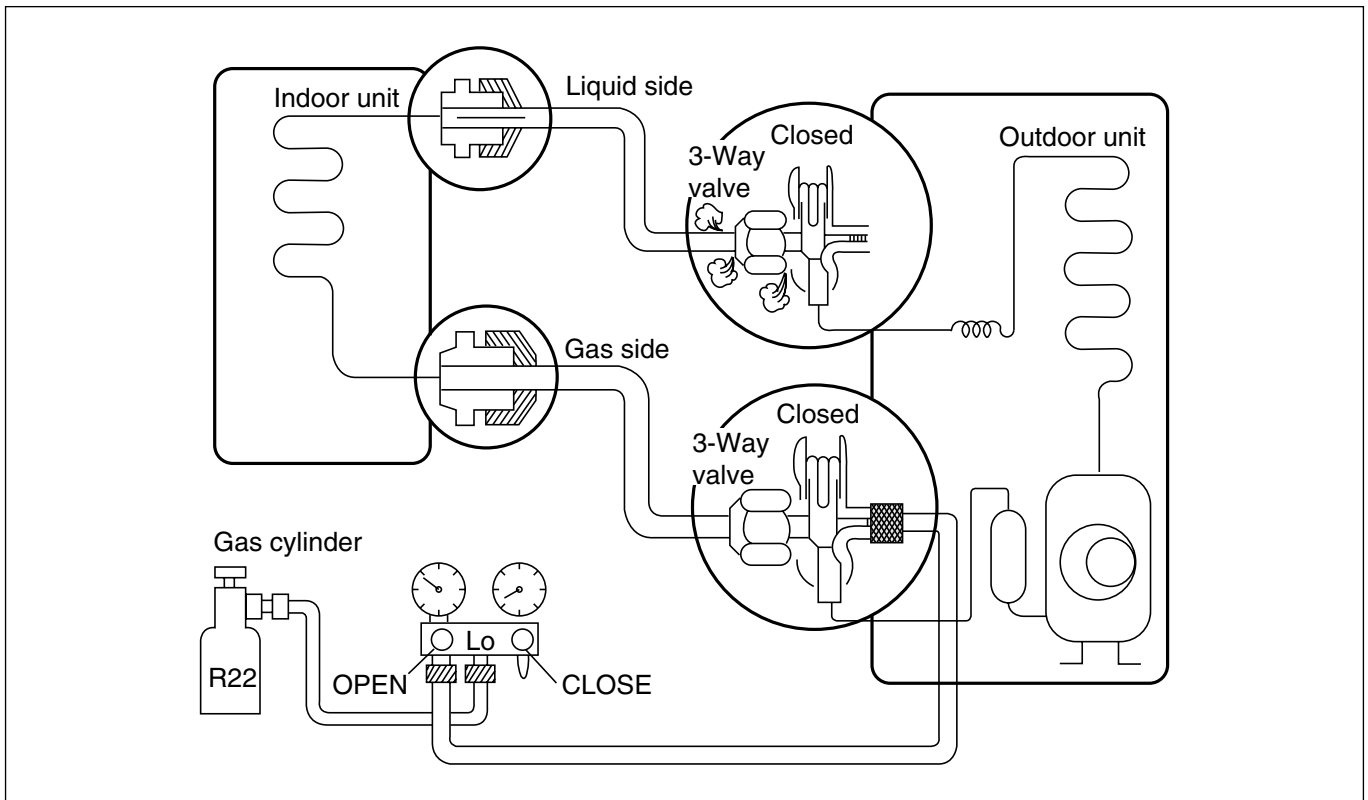 Indoor unit
Liquid side
Closed
3-Way
valve
Outdoor unit
Gas side
Closed
3-Way
valve
Gas cylinder
R22
Lo
OPEN
CLOSE